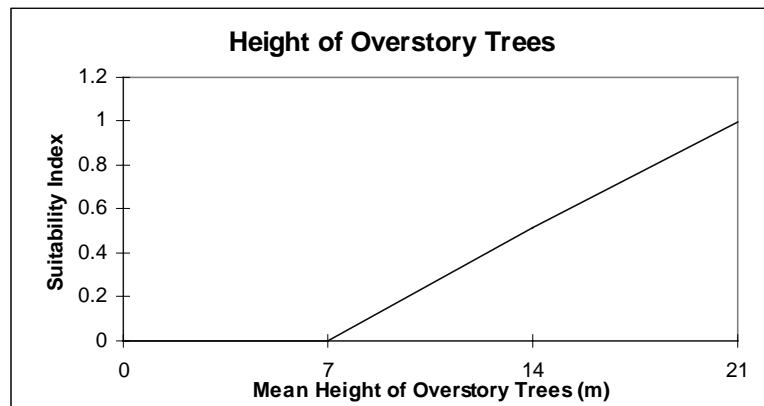 Height of Overstory Trees
Suitability Index
1.2
1
0.8
0.6
0.4
0.2
0
0 7 14 21
Mean Height of Overstory Trees (m)